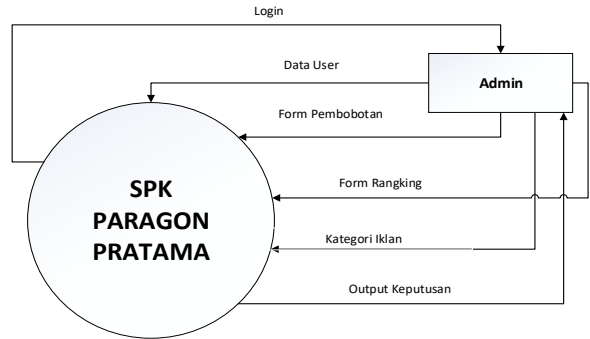 Login
Data User
Admin
Form Pembobotan
Form Rangking
SPK
PARAGON
PRATAMA
Kategori Iklan
Output Keputusan